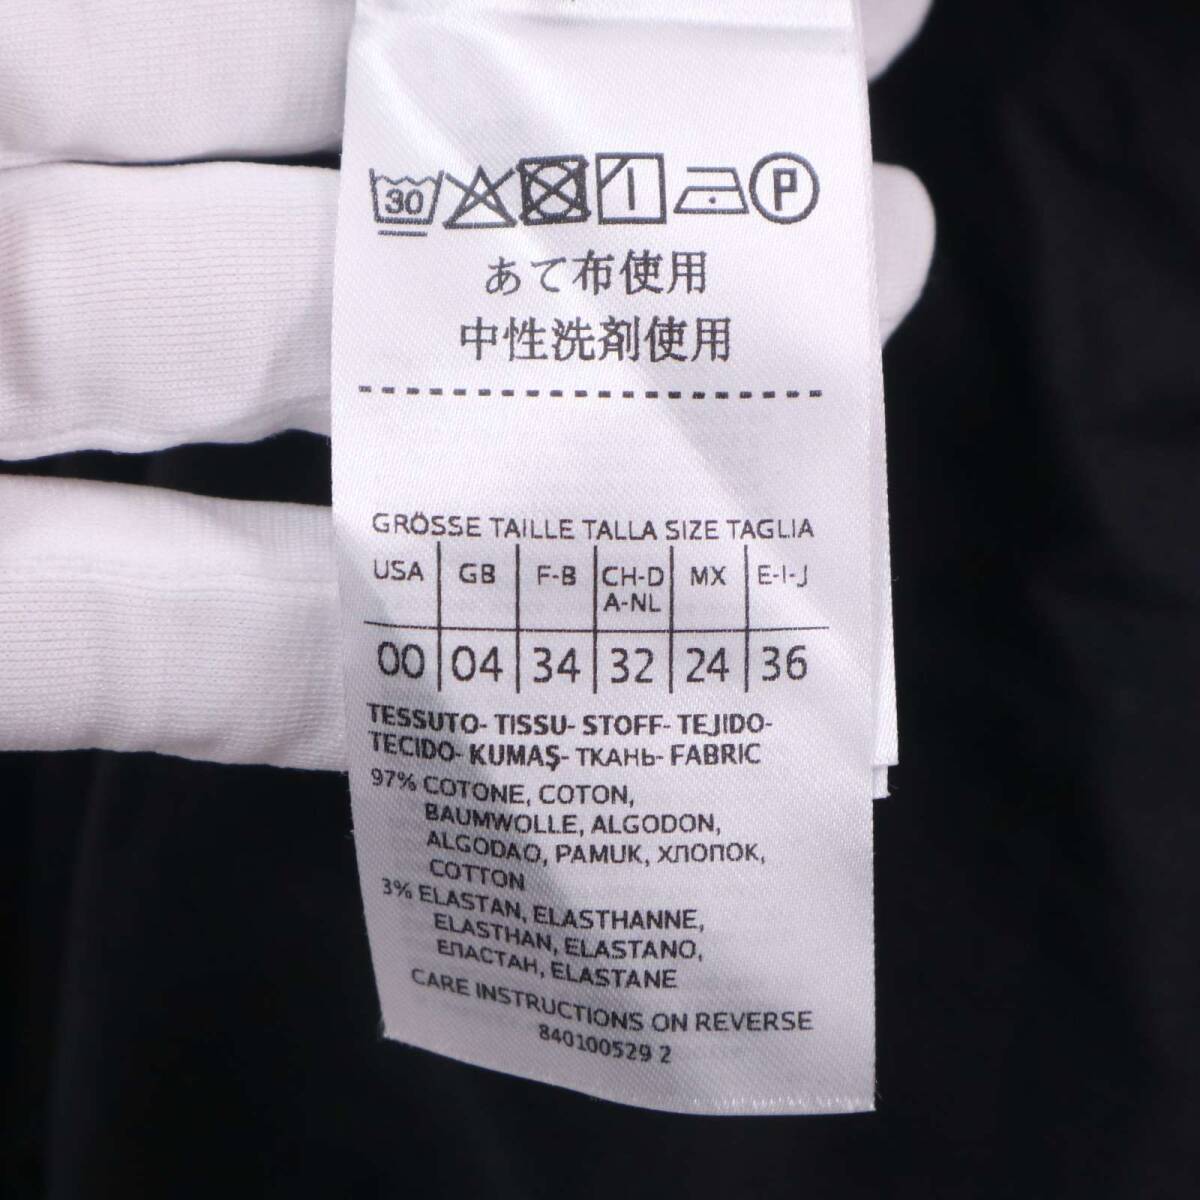 30 P
あて布使用
中性洗剤使用
GRÖSSE TAILLE TALLA SIZE TAGLIA
USA GB F-B CH-D A-NL MX E-I-J
00 04 34 32 24 36
TESSUTO- TISSU- STOFF- TEJIDO-
TECIDO- KUMAŞ- ТКАНЬ- FABRIC
97% COTONE, COTON,
BAUMWOLLE, ALGODON,
ALGODAO, PAMUK, ХЛОПОК,
COTTON
3% ELASTAN, ELASTHANNE,
ELASTHAN, ELASTANO,
ЕПАСТАН, ELASTANE
CARE INSTRUCTIONS ON REVERSE
840100529 2